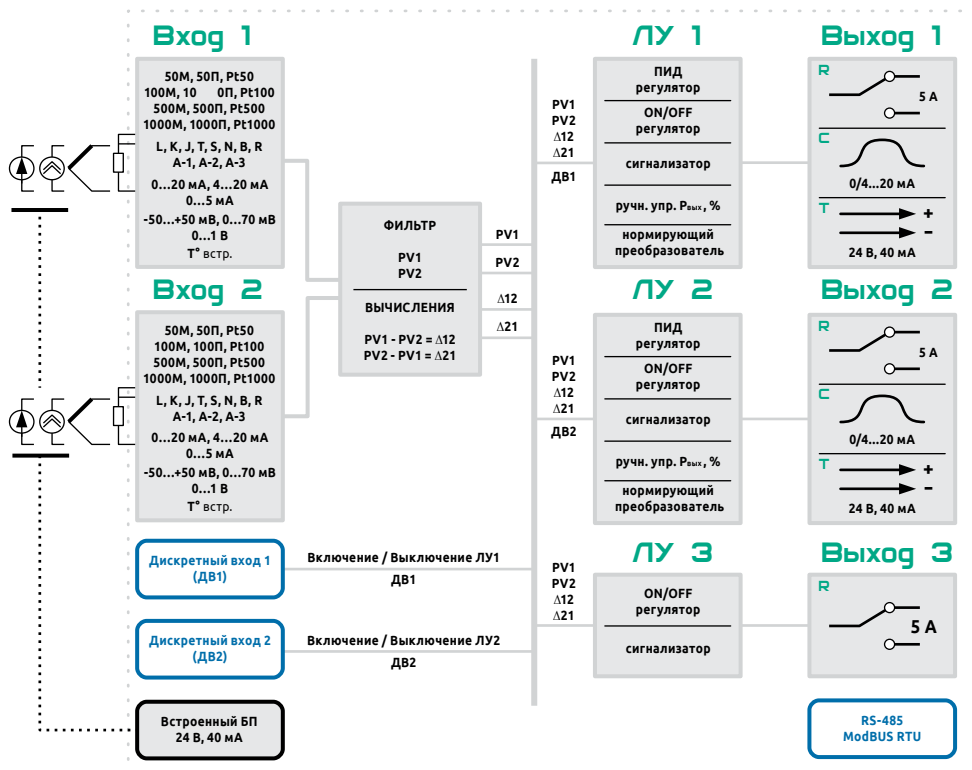 Вход 1
50М, 50П, Pt50
100М, 10 0П, Pt100
500М, 500П, Pt500
1000М, 1000П, Pt1000
L, K, J, T, S, N, B, R
A-1, A-2, A-3
0...20 мА, 4...20 мА
0...5 мА
-50...+50 мВ, 0...70 мВ
0...1 В
T° встр.
Вход 2
50М, 50П, Pt50
100М, 100П, Pt100
500М, 500П, Pt500
1000М, 1000П, Pt1000
L, K, J, T, S, N, B, R
A-1, A-2, A-3
0...20 мА, 4...20 мА
0...5 мА
-50...+50 мВ, 0...70 мВ
0...1 В
T° встр.
Дискретный вход 1
(ДВ1)
Дискретный вход 2
(ДВ2)
Встроенный БП
24 В, 40 мА
Включение / Выключение ЛУ1
ДВ1
Включение / Выключение ЛУ2
ДВ2
ФИЛЬТР
PV1
PV2
ВЫЧИСЛЕНИЯ
PV1 - PV2 = Δ12
PV2 - PV1 = Δ21
PV1
PV2
Δ12
Δ21
PV1
PV2
Δ12
Δ21
ДВ1
ЛУ 1
ПИД
регулятор
ON/OFF
регулятор
сигнализатор
ручн. упр. Pвых, %
нормирующий
преобразователь
Выход 1
R
5 А
C
0/4...20 мА
T
+
−
24 В, 40 мА
PV1
PV2
Δ12
Δ21
ДВ2
ЛУ 2
ПИД
регулятор
ON/OFF
регулятор
сигнализатор
ручн. упр. Pвых, %
нормирующий
преобразователь
Выход 2
R
5 А
C
0/4...20 мА
T
+
−
24 В, 40 мА
PV1
PV2
Δ12
Δ21
ЛУ 3
ON/OFF
регулятор
сигнализатор
Выход 3
R
5 А
RS-485
ModBUS RTU